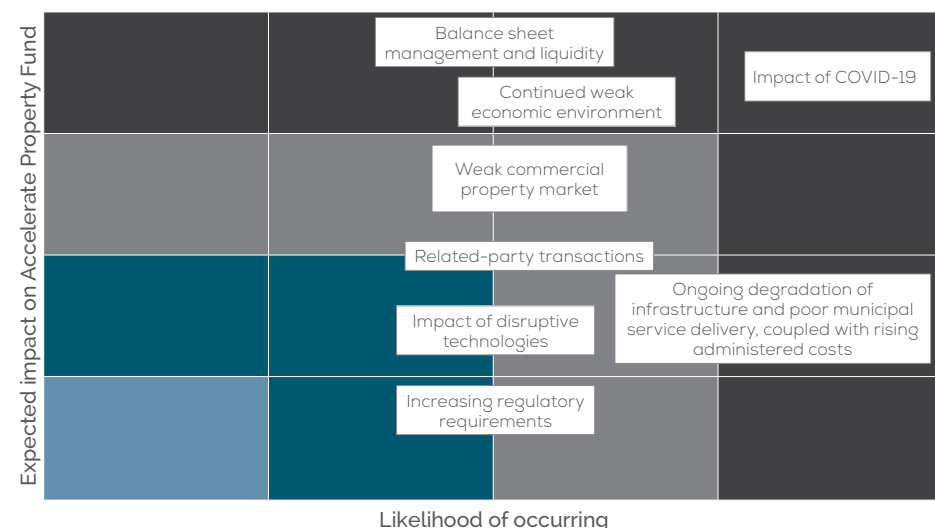 Expected impact on Accelerate Property Fund
Balance sheet
management and liquidity
Impact of COVID-19
Continued weak
economic environment
Weak commercial
property market
Related-party transactions
Ongoing degradation of
infrastructure and poor municipal
service delivery, coupled with rising
administered costs
Impact of disruptive
technologies
Increasing regulatory
requirements
Likelihood of occurring